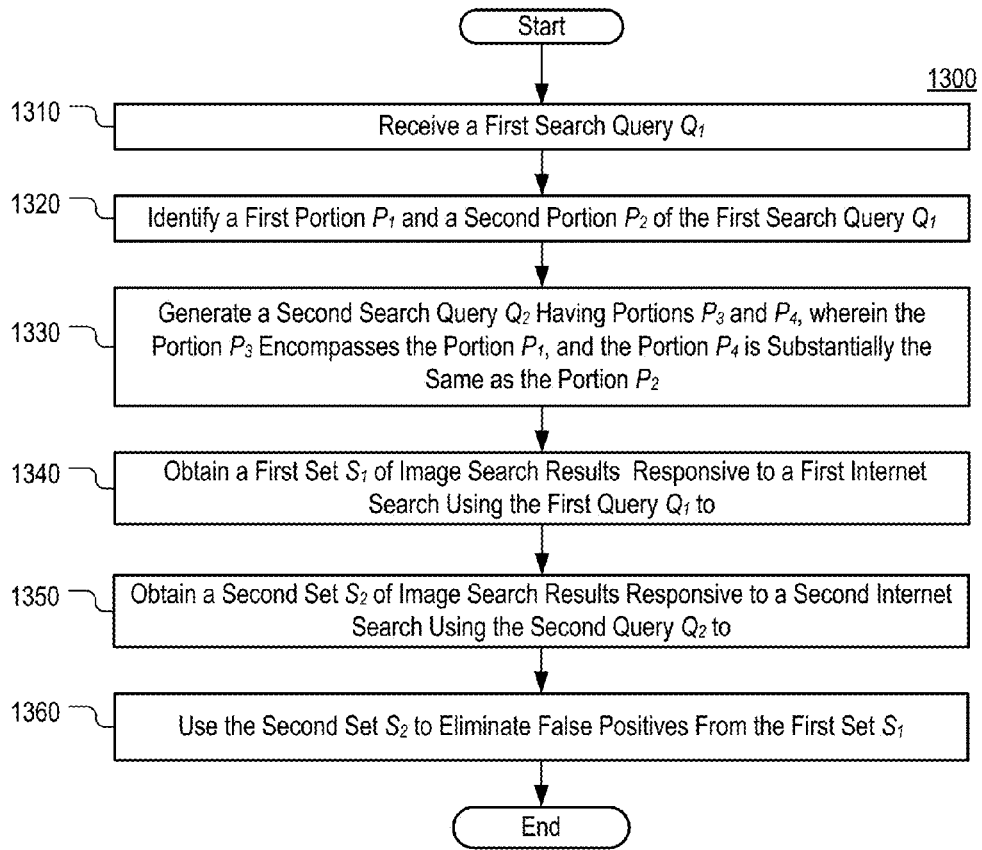 Start
1300
1310
Receive a First Search Query Q1
1320
Identify a First Portion P1 and a Second Portion P2 of the First Search Query Q1
1330
Generate a Second Search Query Q2 Having Portions P3 and P4, wherein the
Portion P3 Encompasses the Portion P1, and the Portion P4 is Substantially the
Same as the Portion P2
1340
Obtain a First Set S1 of Image Search Results Responsive to a First Internet
Search Using the First Query Q1 to
1350
Obtain a Second Set S2 of Image Search Results Responsive to a Second Internet
Search Using the Second Query Q2 to
1360
Use the Second Set S2 to Eliminate False Positives From the First Set S1
End